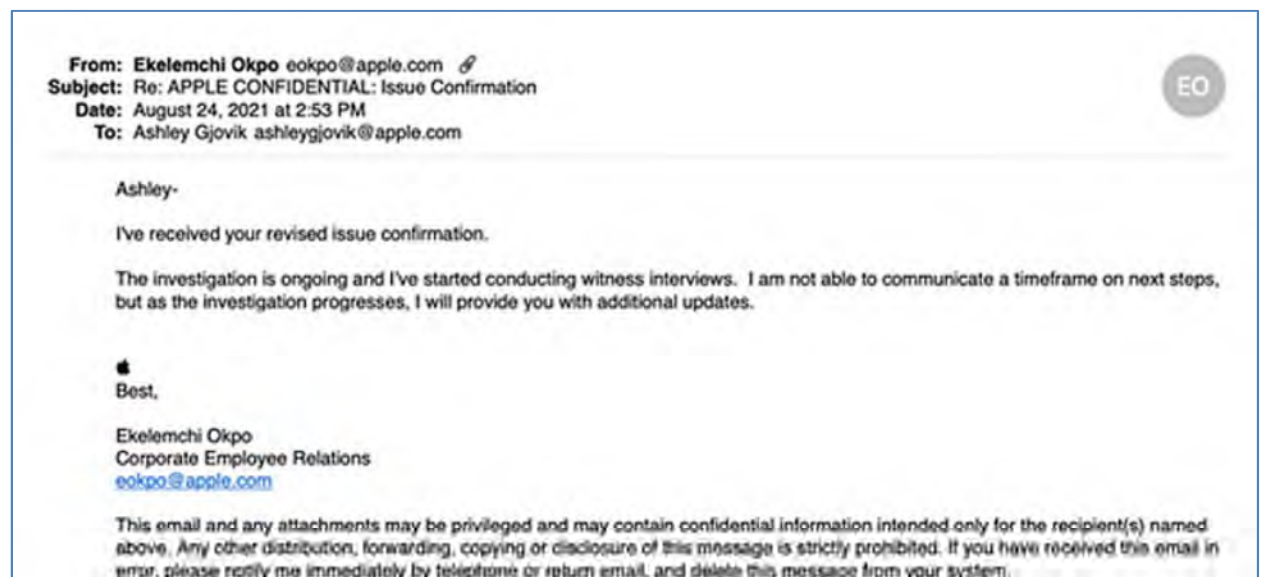 From: Ekelemchi Okpo eokpo@apple.com
EO
Subject: Re: APPLE CONFIDENTIAL: Issue Confirmation
Date: August 24, 2021 at 2:53 PM
To: Ashley Gjovik ashleygjovik@apple.com
Ashley-
I've received your revised issue confirmation.
The investigation is ongoing and I've started conducting witness interviews.  I am not able to communicate a timeframe on next steps,
but as the investigation progresses, I will provide you with additional updates.
Best,
Ekelemchi Okpo
Corporate Employee Relations
eokpo@apple.com
This email and any attachments may be privileged and may contain confidential information intended only for the recipient(s) named
above. Any other distribution, forwarding, copying or disclosure of this message is strictly prohibited. If you have received this email in
error, please notify me immediately by telephone or return email, and delete this message from your system.